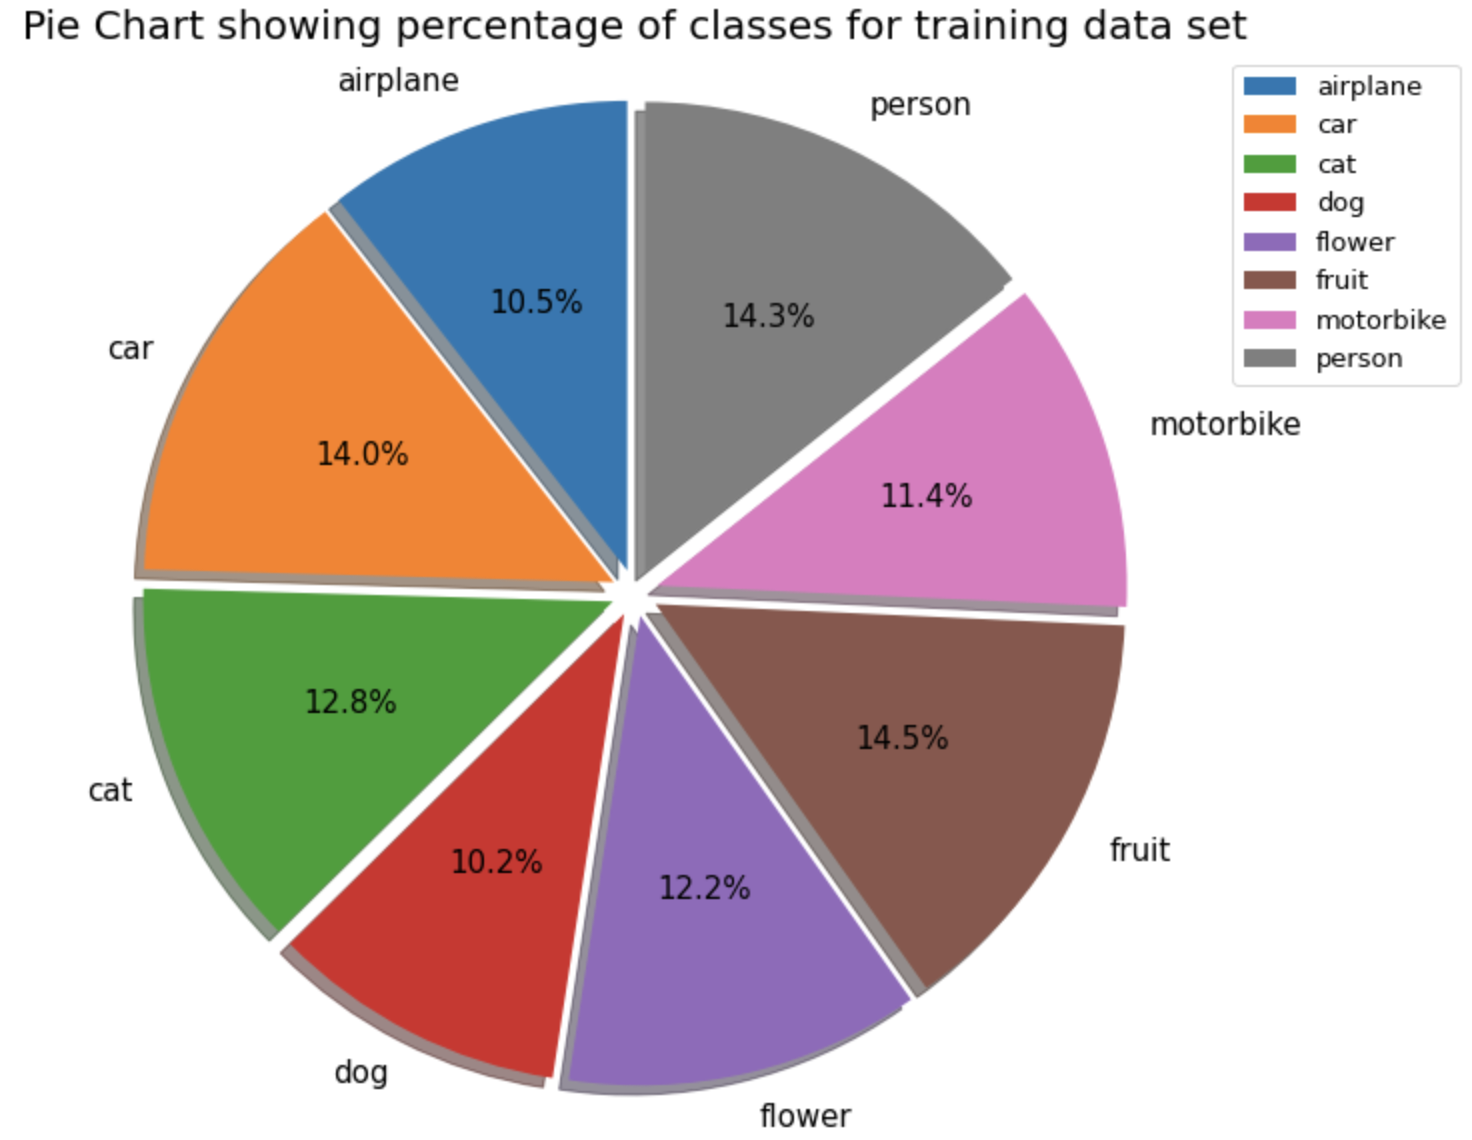 Pie Chart showing percentage of classes for training data set
airplane
person
car
motorbike
cat
fruit
dog
flower
10.5%
14.3%
14.0%
11.4%
12.8%
14.5%
10.2%
12.2%
airplane
car
cat
dog
flower
fruit
motorbike
person